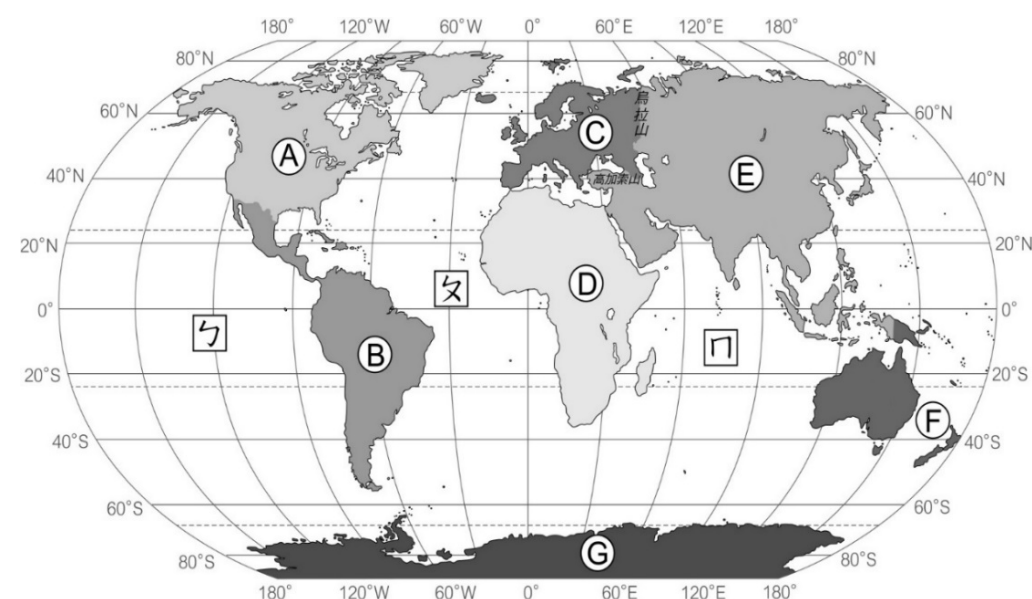 180° 120°W 60°W 0° 60°E 120°E 180°
80°N 80°N
60°N 60°N
烏拉山
C
A
E
40°N 高加索山 40°N
20°N 20°N
D
ㄆ
0° 0°
ㄅ ㄇ
B
20°S 20°S
F
40°S 40°S
60°S 60°S
G
80°S 80°S
180° 120°W 60°W 0° 60°E 120°E 180°